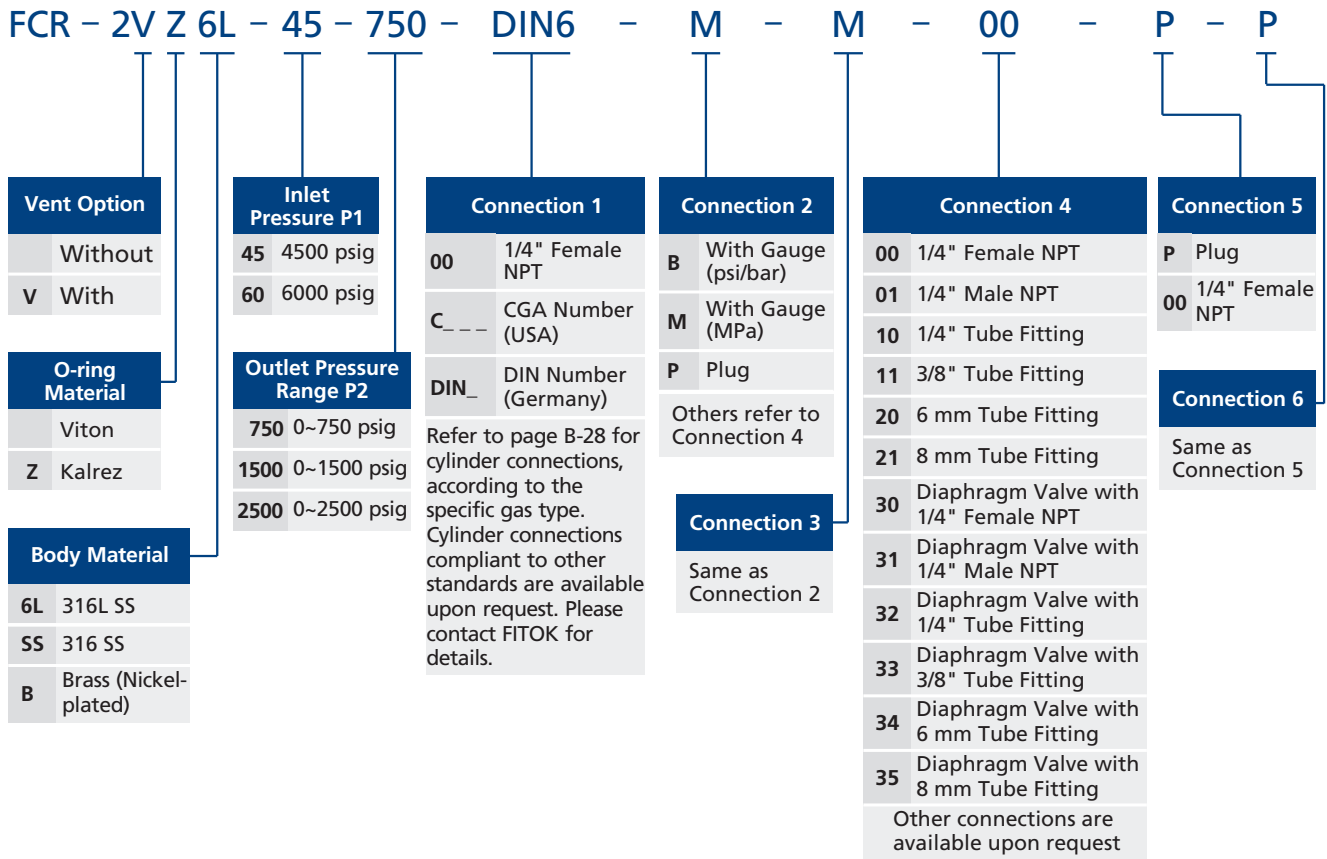 FCR – 2V Z 6L – 45 – 750 – DIN6 – M – M – 00 – P – P
Vent Option
Without
V With
O-ring
Material
Viton
Z Kalrez
Body Material
6L 316L SS
SS 316 SS
B Brass (Nickel-
plated)
Inlet
Pressure P1
45 4500 psig
60 6000 psig
Outlet Pressure
Range P2
750 0~750 psig
1500 0~1500 psig
2500 0~2500 psig
Connection 1
00 1/4" Female
NPT
C_ _ _ CGA Number
(USA)
DIN_ DIN Number
(Germany)
Refer to page B-28 for
cylinder connections,
according to the
specific gas type.
Cylinder connections
compliant to other
standards are available
upon request. Please
contact FITOK for
details.
Connection 2
B With Gauge
(psi/bar)
M With Gauge
(MPa)
P Plug
Others refer to
Connection 4
Connection 3
Same as
Connection 2
Connection 4
00 1/4" Female NPT
01 1/4" Male NPT
10 1/4" Tube Fitting
11 3/8" Tube Fitting
20 6 mm Tube Fitting
21 8 mm Tube Fitting
30 Diaphragm Valve with
1/4" Female NPT
31 Diaphragm Valve with
1/4" Male NPT
32 Diaphragm Valve with
1/4" Tube Fitting
33 Diaphragm Valve with
3/8" Tube Fitting
34 Diaphragm Valve with
6 mm Tube Fitting
35 Diaphragm Valve with
8 mm Tube Fitting
Other connections are
available upon request
Connection 5
P Plug
00 1/4" Female
NPT
Connection 6
Same as
Connection 5